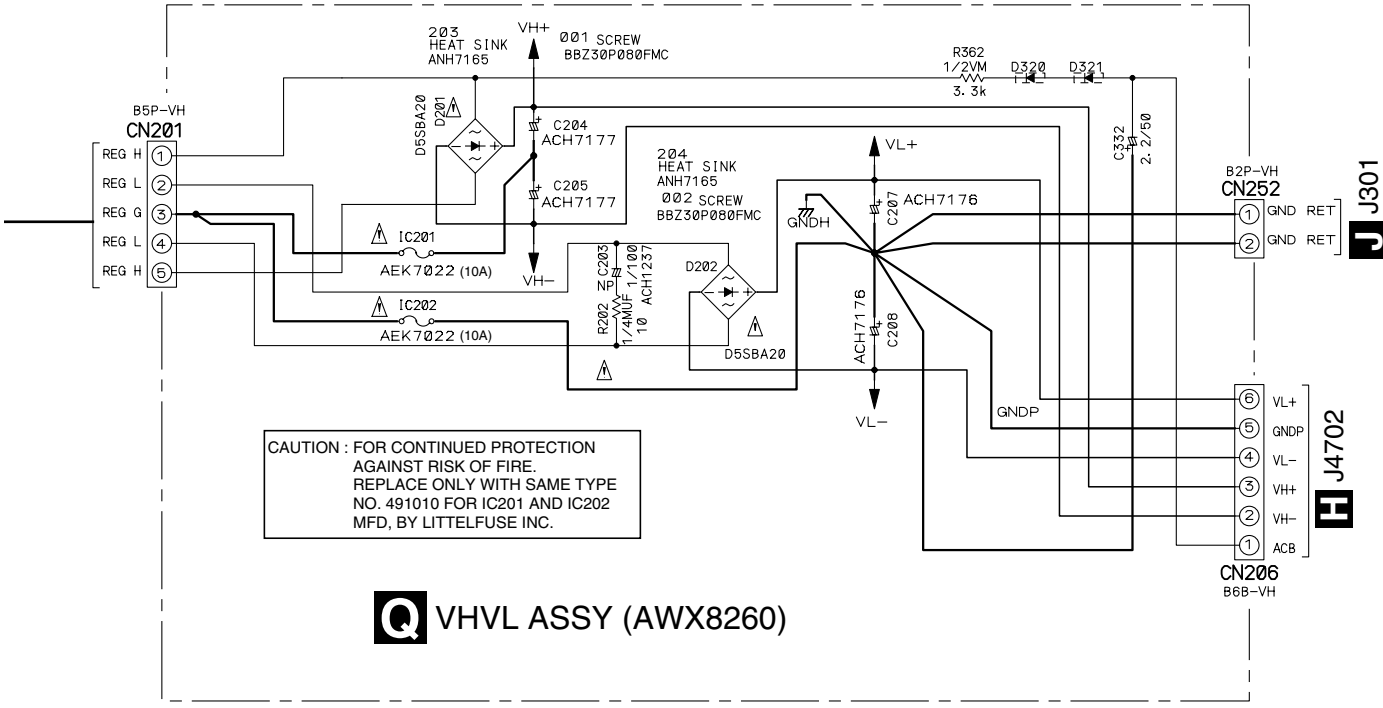 203
HEAT SINK
ANH7165
VH+
001 SCREW
BBZ30P080FMC
R362
1/2VM
3.3k
D320
D321
B5P-VH
CN201
D5SBA20
D201
C204
ACH7177
C205
ACH7177
REG H 1
REG L 2
REG G 3
REG L 4
REG H 5
204
HEAT SINK
ANH7165
002 SCREW
BBZ30P080FMC
VL+
C332
2.2/50
B2P-VH
CN252
1 GND RET
2 GND RET
J J301
GNDH
C207
ACH7176
IC201
AEK7022 (10A)
VH-
C203
NP
1/100
ACH1237
D202
D5SBA20
IC202
AEK7022 (10A)
R202
1/4MUF
10
ACH7176
C208
VL-
GNDP
6 VL+
5 GNDP
4 VL-
3 VH+
2 VH-
1 ACB
H J4702
CN206
B6B-VH
CAUTION : FOR CONTINUED PROTECTION
AGAINST RISK OF FIRE.
REPLACE ONLY WITH SAME TYPE
NO. 491010 FOR IC201 AND IC202
MFD, BY LITTELFUSE INC.
Q VHVL ASSY (AWX8260)